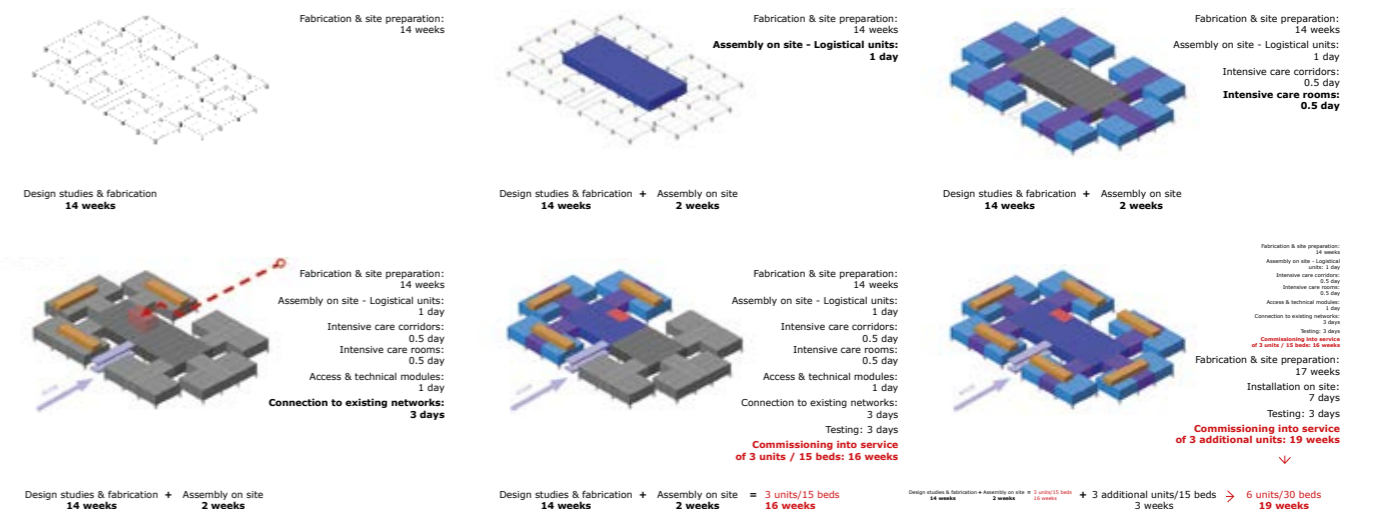 Fabrication & site preparation:
14 weeks
Design studies & fabrication
14 weeks
Fabrication & site preparation:
14 weeks
Assembly on site - Logistical units:
1 day
Design studies & fabrication + Assembly on site
14 weeks 2 weeks
Fabrication & site preparation:
14 weeks
Assembly on site - Logistical units:
1 day
Intensive care corridors:
0.5 day
Intensive care rooms:
0.5 day
Design studies & fabrication + Assembly on site
14 weeks 2 weeks
Fabrication & site preparation:
14 weeks
Assembly on site - Logistical units:
1 day
Intensive care corridors:
0.5 day
Intensive care rooms:
0.5 day
Access & technical modules:
1 day
Connection to existing networks:
3 days
Design studies & fabrication + Assembly on site
14 weeks 2 weeks
Fabrication & site preparation:
14 weeks
Assembly on site - Logistical units:
1 day
Intensive care corridors:
0.5 day
Intensive care rooms:
0.5 day
Access & technical modules:
1 day
Connection to existing networks:
3 days
Testing: 3 days
Commissioning into service
of 3 units / 15 beds: 16 weeks
Design studies & fabrication + Assembly on site = 3 units/15 beds
14 weeks 2 weeks 16 weeks
Fabrication & site preparation:
14 weeks
Assembly on site - Logistical
units: 1 day
Intensive care corridors:
0.5 day
Intensive care rooms:
0.5 day
Access & technical modules:
1 day
Connection to existing networks:
3 days
Testing: 3 days
Commissioning into service
of 3 units / 15 beds: 16 weeks
Fabrication & site preparation:
17 weeks
Installation on site:
7 days
Testing: 3 days
Commissioning into service
of 3 additional units: 19 weeks
Design studies & fabrication + Assembly on site = 3 units/15 beds + 3 additional units/15 beds → 6 units/30 beds
14 weeks 2 weeks 16 weeks 3 weeks 19 weeks